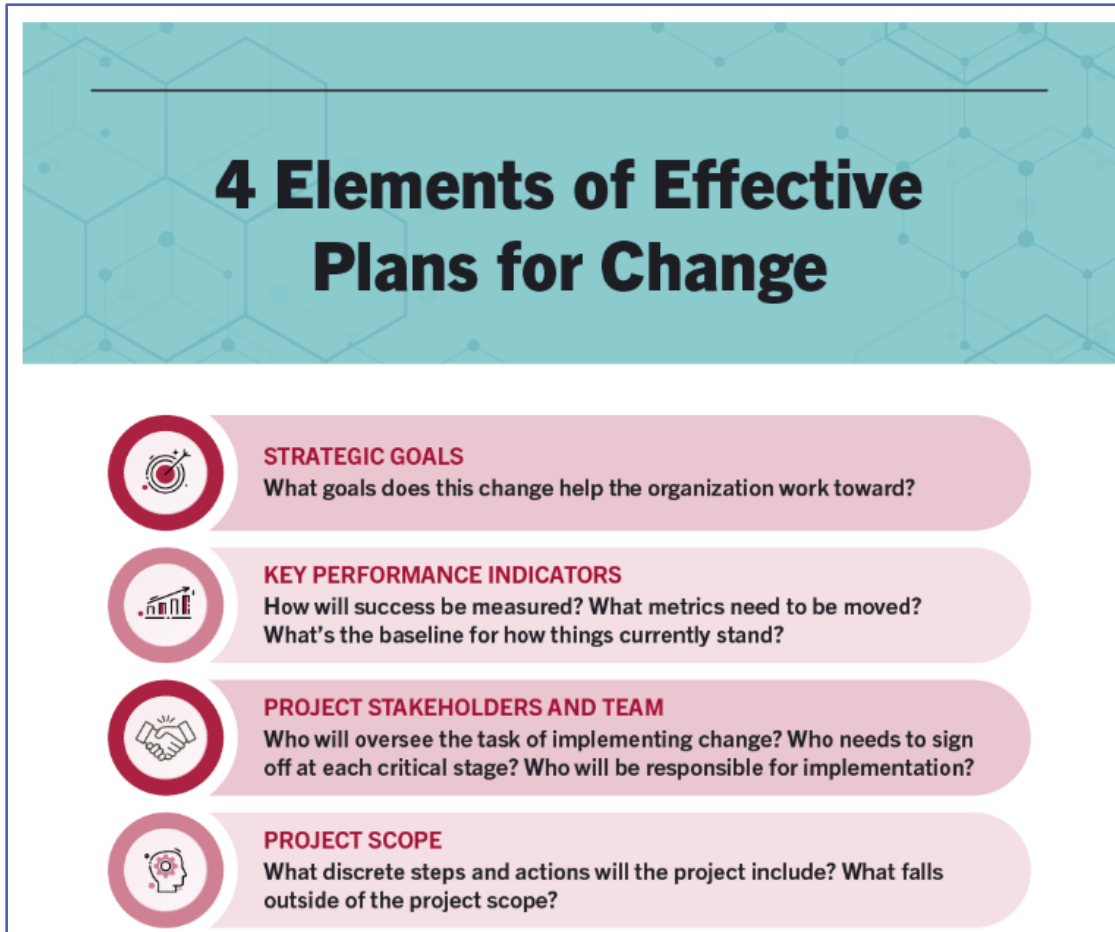 4 Elements of Effective
Plans for Change
STRATEGIC GOALS
What goals does this change help the organization work toward?
KEY PERFORMANCE INDICATORS
How will success be measured? What metrics need to be moved?
What’s the baseline for how things currently stand?
PROJECT STAKEHOLDERS AND TEAM
Who will oversee the task of implementing change? Who needs to sign
off at each critical stage? Who will be responsible for implementation?
PROJECT SCOPE
What discrete steps and actions will the project include? What falls
outside of the project scope?